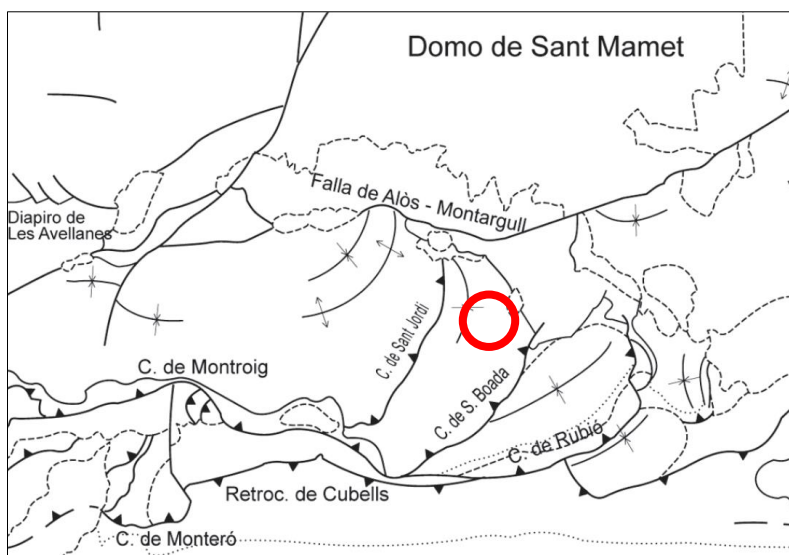 Domo de Sant Mamet
Falla de Alòs - Montargull
Diapiro de
Les Avellanes
C. de Sant Jordi
C. de Montroig
C. de S. Boada
C. de Rubió
Retroc. de Cubells
C. de Monteró